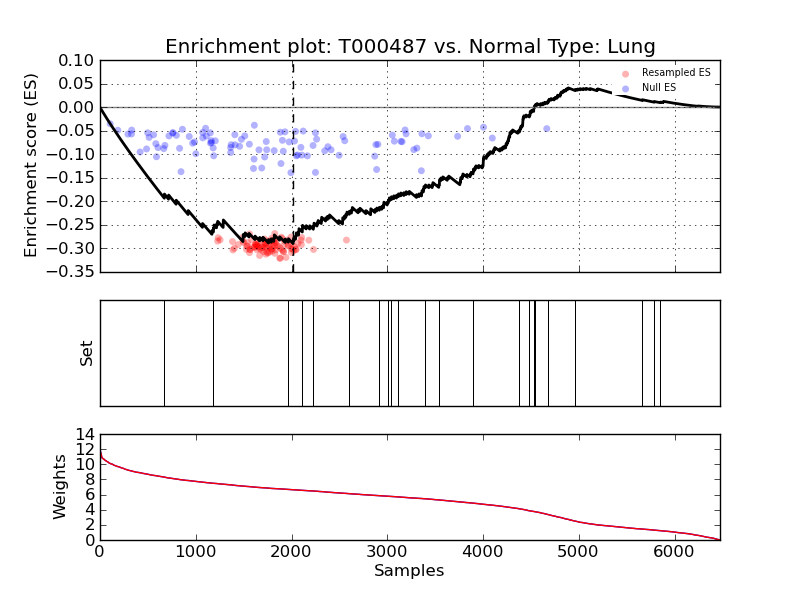 Enrichment plot: T000487 vs. Normal Type: Lung
Enrichment score (ES)
0.10
0.05
0.00
−0.05
−0.10
−0.15
−0.20
−0.25
−0.30
−0.35
Resampled ES
Null ES
Set
Weights
14
12
10
8
6
4
2
0
0 1000 2000 3000 4000 5000 6000
Samples